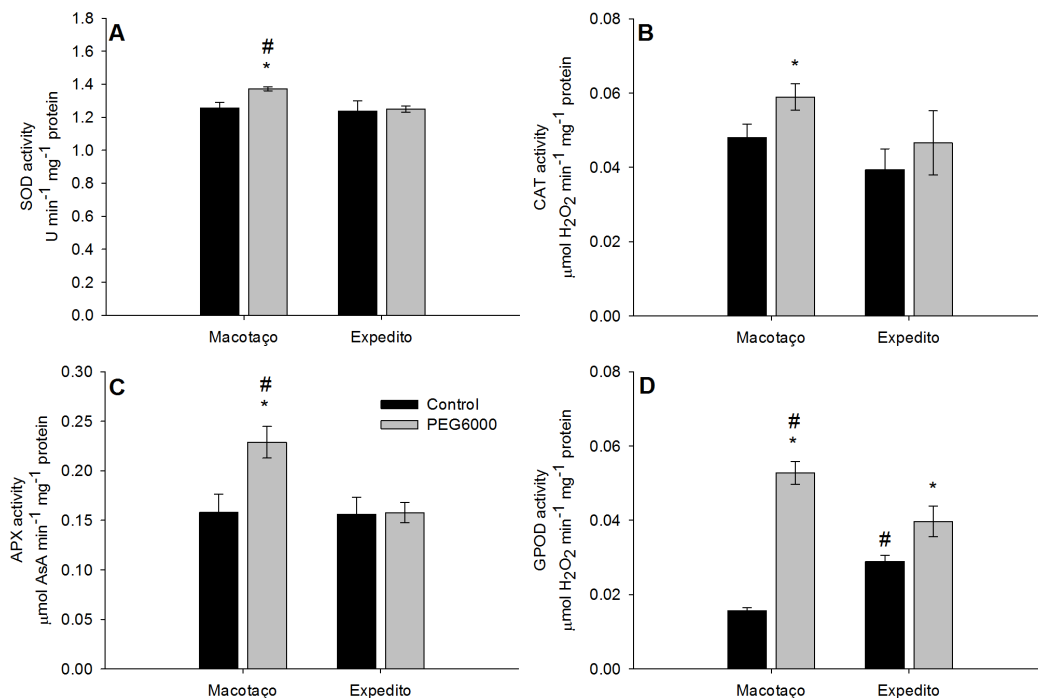 A
SOD activity
U min⁻¹ mg⁻¹ protein
1.8
1.6
1.4
1.2
1.0
0.8
0.6
0.4
0.2
0.0
#
*
Macotaço Expedito
B
CAT activity
μmol H₂O₂ min⁻¹ mg⁻¹ protein
0.08
0.06
0.04
0.02
0.00
*
Macotaço Expedito
C
APX activity
μmol AsA min⁻¹ mg⁻¹ protein
0.30
0.25
0.20
0.15
0.10
0.05
0.00
#
*
Control
PEG6000
Macotaço Expedito
D
GPOD activity
μmol H₂O₂ min⁻¹ mg⁻¹ protein
0.08
0.06
0.04
0.02
0.00
#
*
#
*
Macotaço Expedito